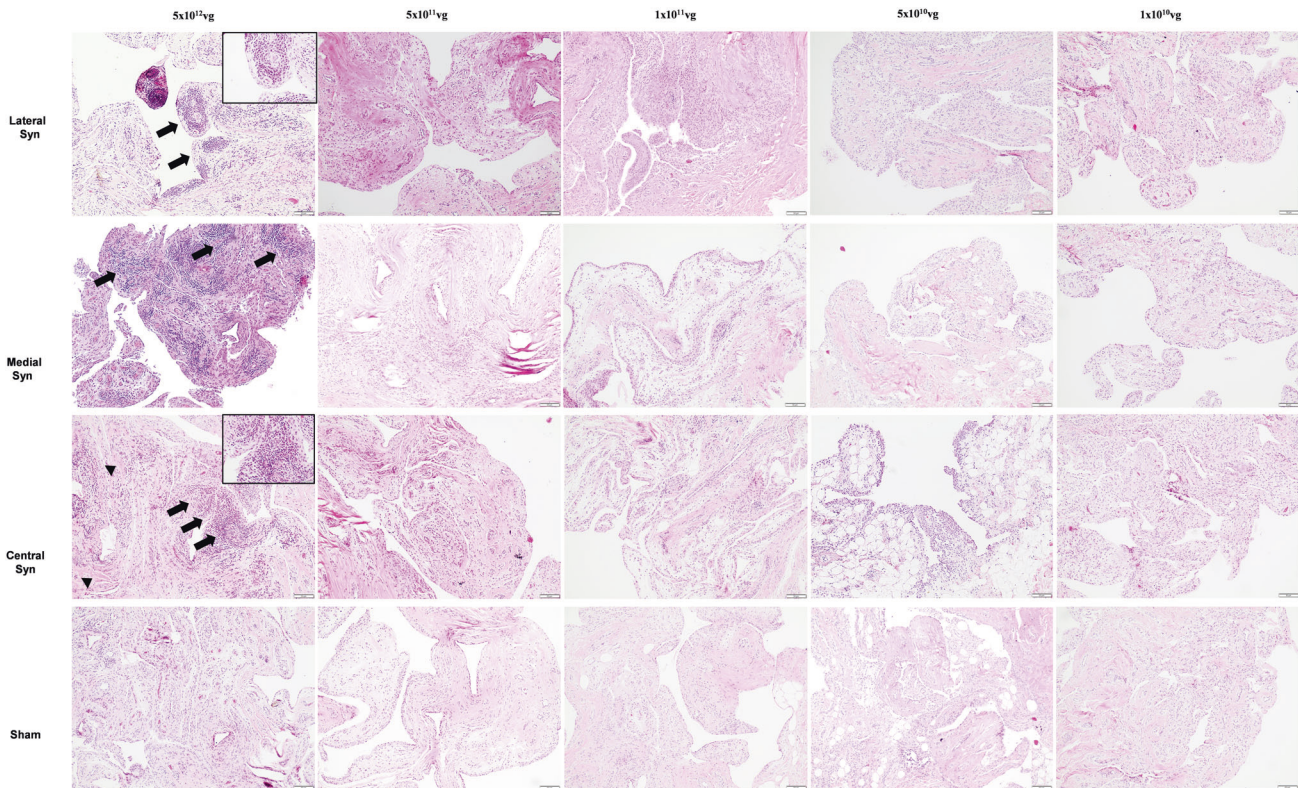 5x10¹²vg 5x10¹¹vg 1x10¹¹vg 5x10¹⁰vg 1x10¹⁰vg
Lateral
Syn
Medial
Syn
Central
Syn
Sham